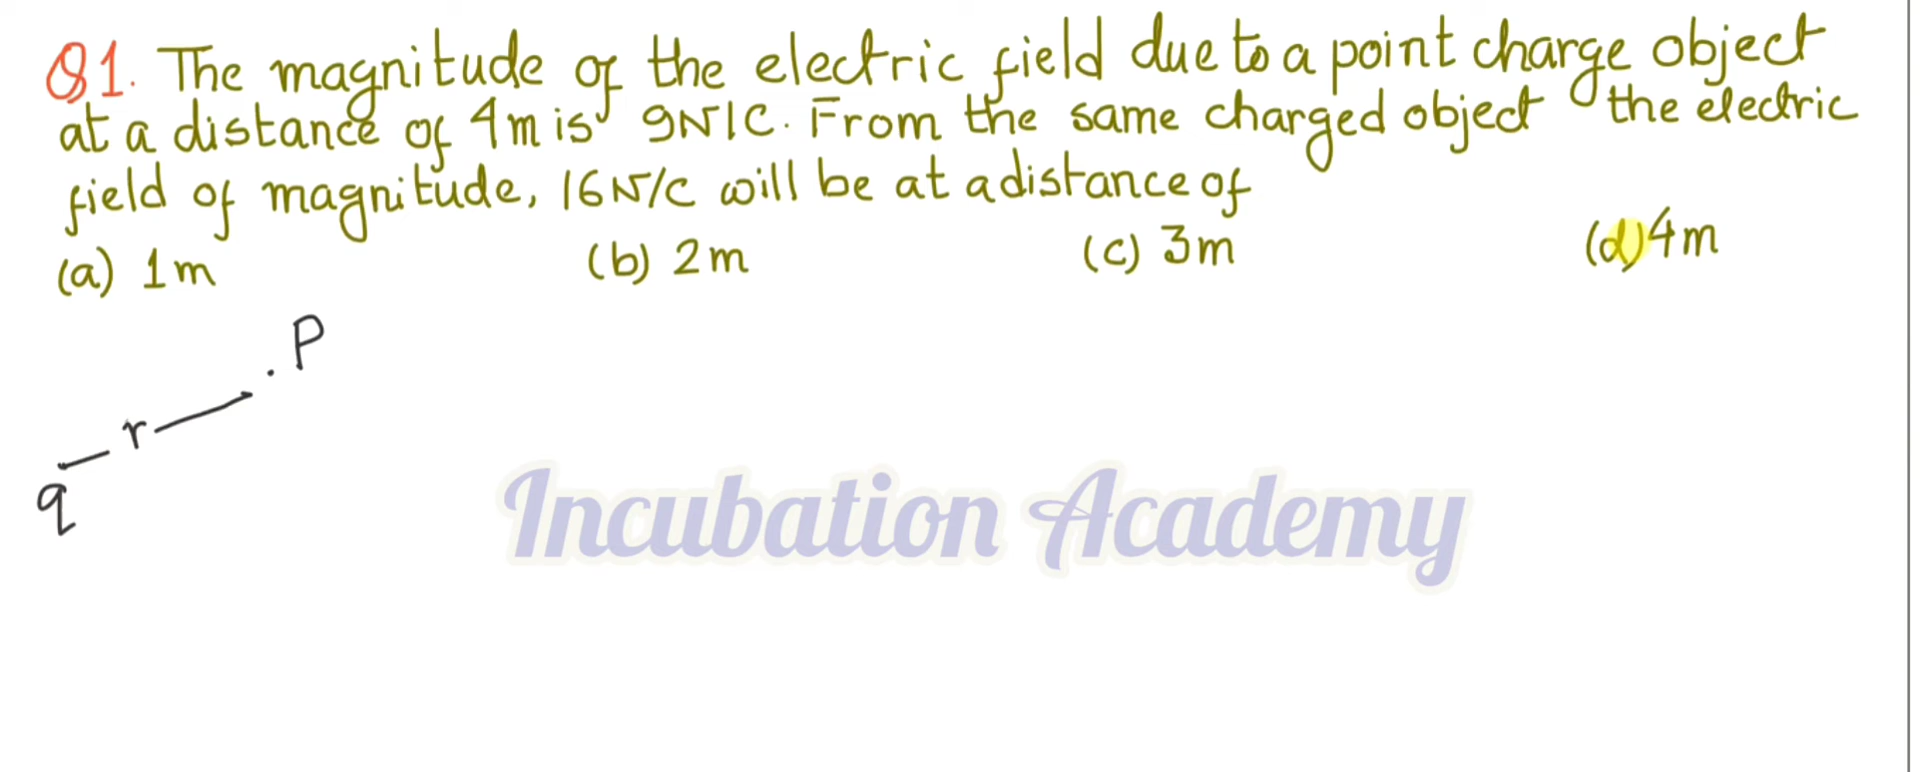 Q1. The magnitude of the electric field due to a point charge object
at a distance of 4m is 9N/C. From the same charged object the electric
field of magnitude, 16N/C will be at a distance of
(a) 1m (b) 2m (c) 3m (d) 4m
P
r
q
Incubation Academy